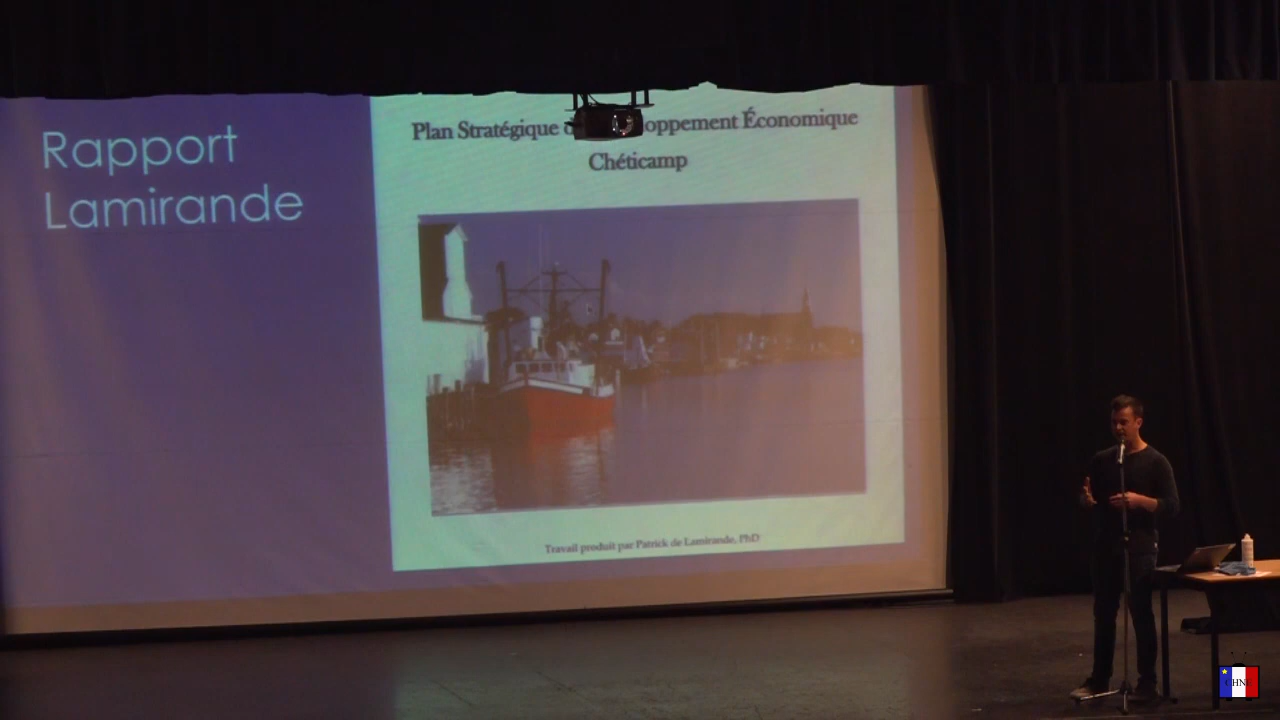 Rapport
Lamirande
Plan Stratégique oppement Économique
Chéticamp
Travail produit par Patrick de Lamirande, PhD